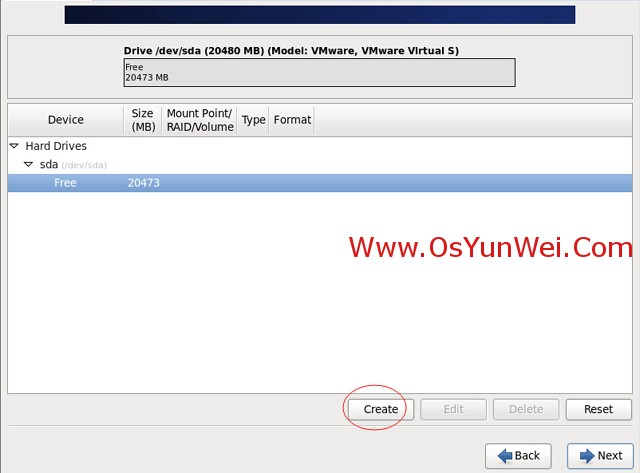 Drive /dev/sda (20480 MB) (Model: VMware, VMware Virtual S)
Free
20473 MB
Device
Size (MB)
Mount Point/ RAID/Volume
Type
Format
Hard Drives
sda (/dev/sda)
Free 20473
Www.OsYunWei.Com
Create Edit Delete Reset
Back Next